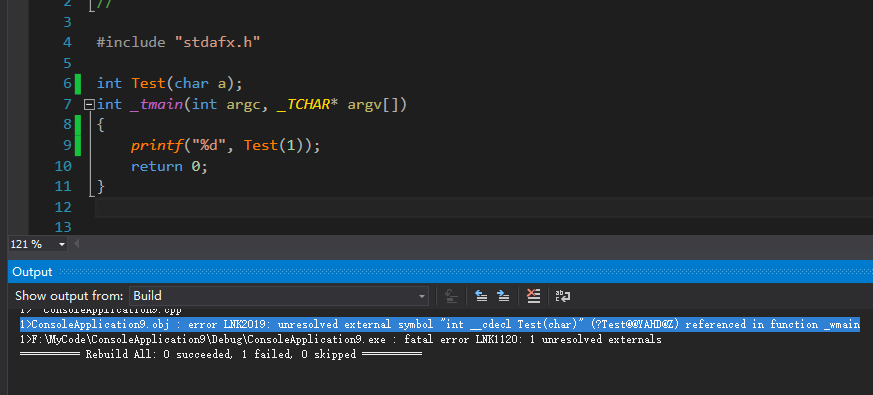 2 //
3
4 #include "stdafx.h"
5
6 int Test(char a);
7 int _tmain(int argc, _TCHAR* argv[])
8 {
9 printf("%d", Test(1));
10 return 0;
11 }
12
13
121 %
Output
Show output from: Build
1> ConsoleApplication9.cpp
1>ConsoleApplication9.obj : error LNK2019: unresolved external symbol "int __cdecl Test(char)" (?Test@@YAHD@Z) referenced in function _wmain
1>F:\MyCode\ConsoleApplication9\Debug\ConsoleApplication9.exe : fatal error LNK1120: 1 unresolved externals
========== Rebuild All: 0 succeeded, 1 failed, 0 skipped ==========